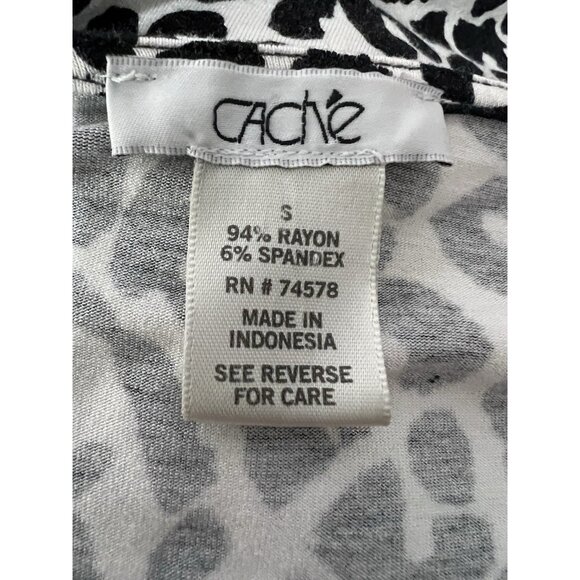 CACHÉ
S
94% RAYON
6% SPANDEX
RN # 74578
MADE IN
INDONESIA
SEE REVERSE
FOR CARE